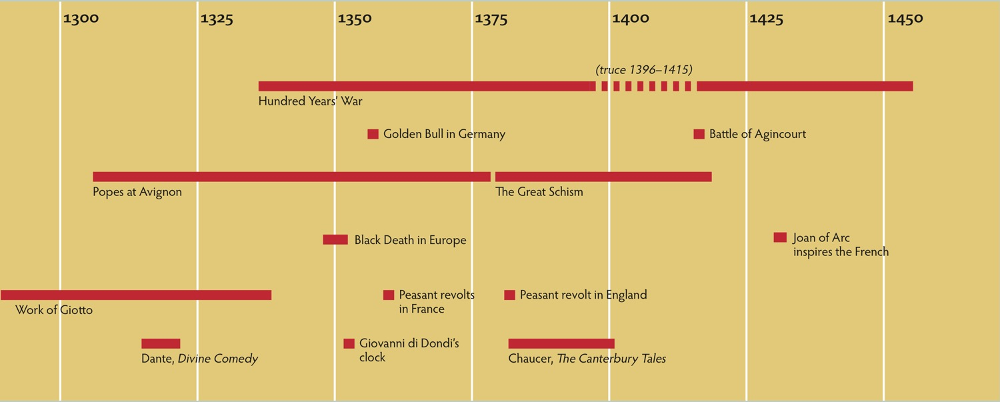 1300 1325 1350 1375 1400 1425 1450
(truce 1396–1415)
Hundred Years’ War
Golden Bull in Germany
Battle of Agincourt
Popes at Avignon
The Great Schism
Black Death in Europe
Joan of Arc
inspires the French
Work of Giotto
Peasant revolts
in France
Peasant revolt in England
Dante, Divine Comedy
Giovanni di Dondi’s
clock
Chaucer, The Canterbury Tales